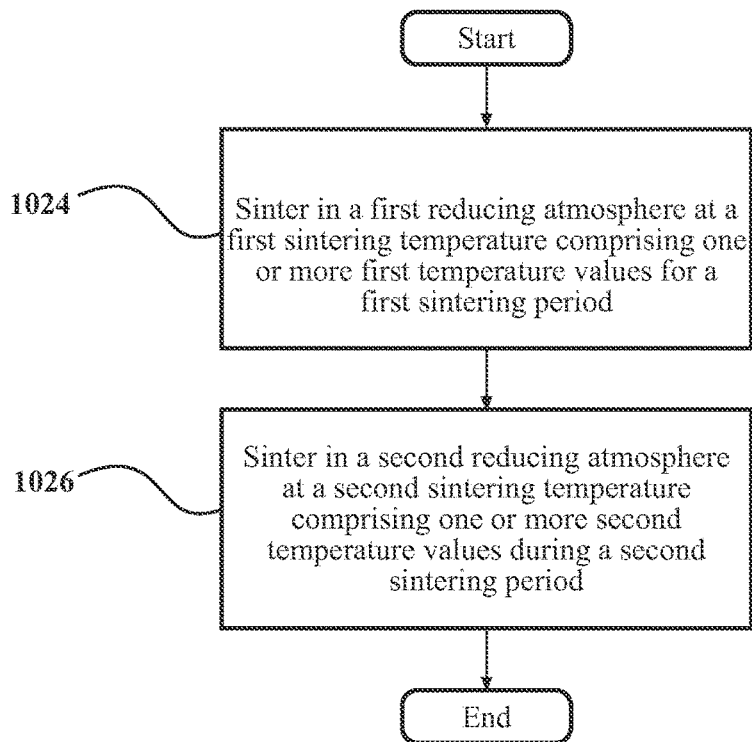 Start
1024
Sinter in a first reducing atmosphere at a
first sintering temperature comprising one
or more first temperature values for a
first sintering period
1026
Sinter in a second reducing atmosphere
at a second sintering temperature
comprising one or more second
temperature values during a second
sintering period
End